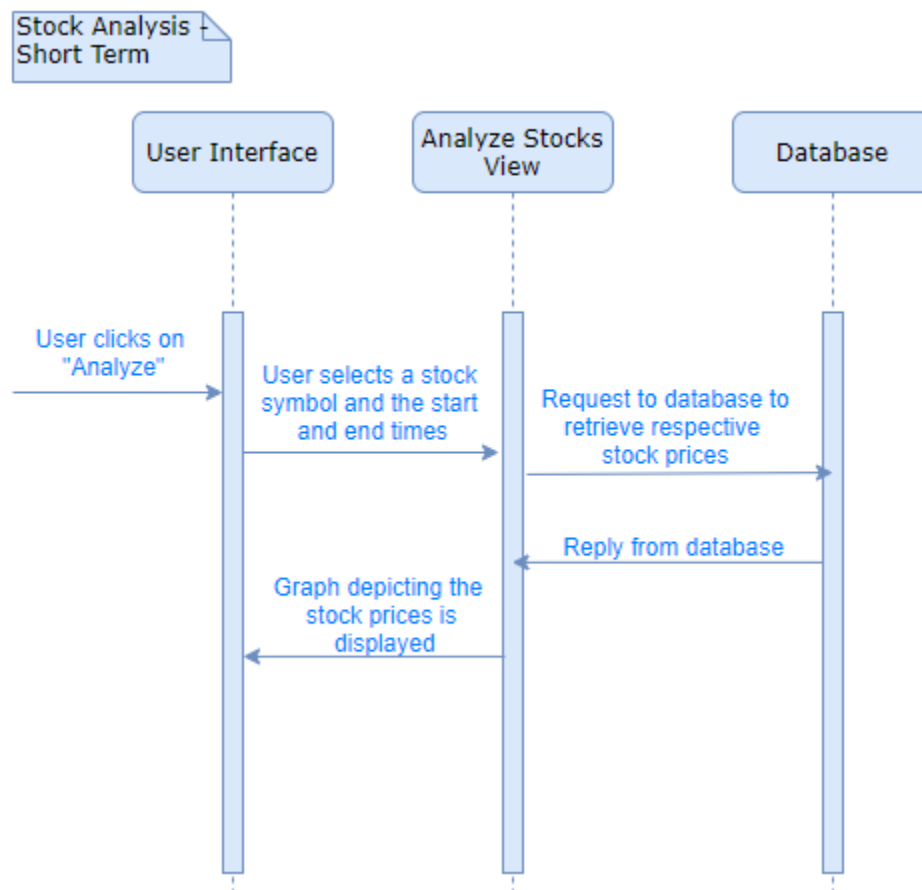 Stock Analysis -
Short Term
User Interface
Analyze Stocks
View
Database
User clicks on
"Analyze"
User selects a stock
symbol and the start
and end times
Request to database to
retrieve respective
stock prices
Reply from database
Graph depicting the
stock prices is
displayed